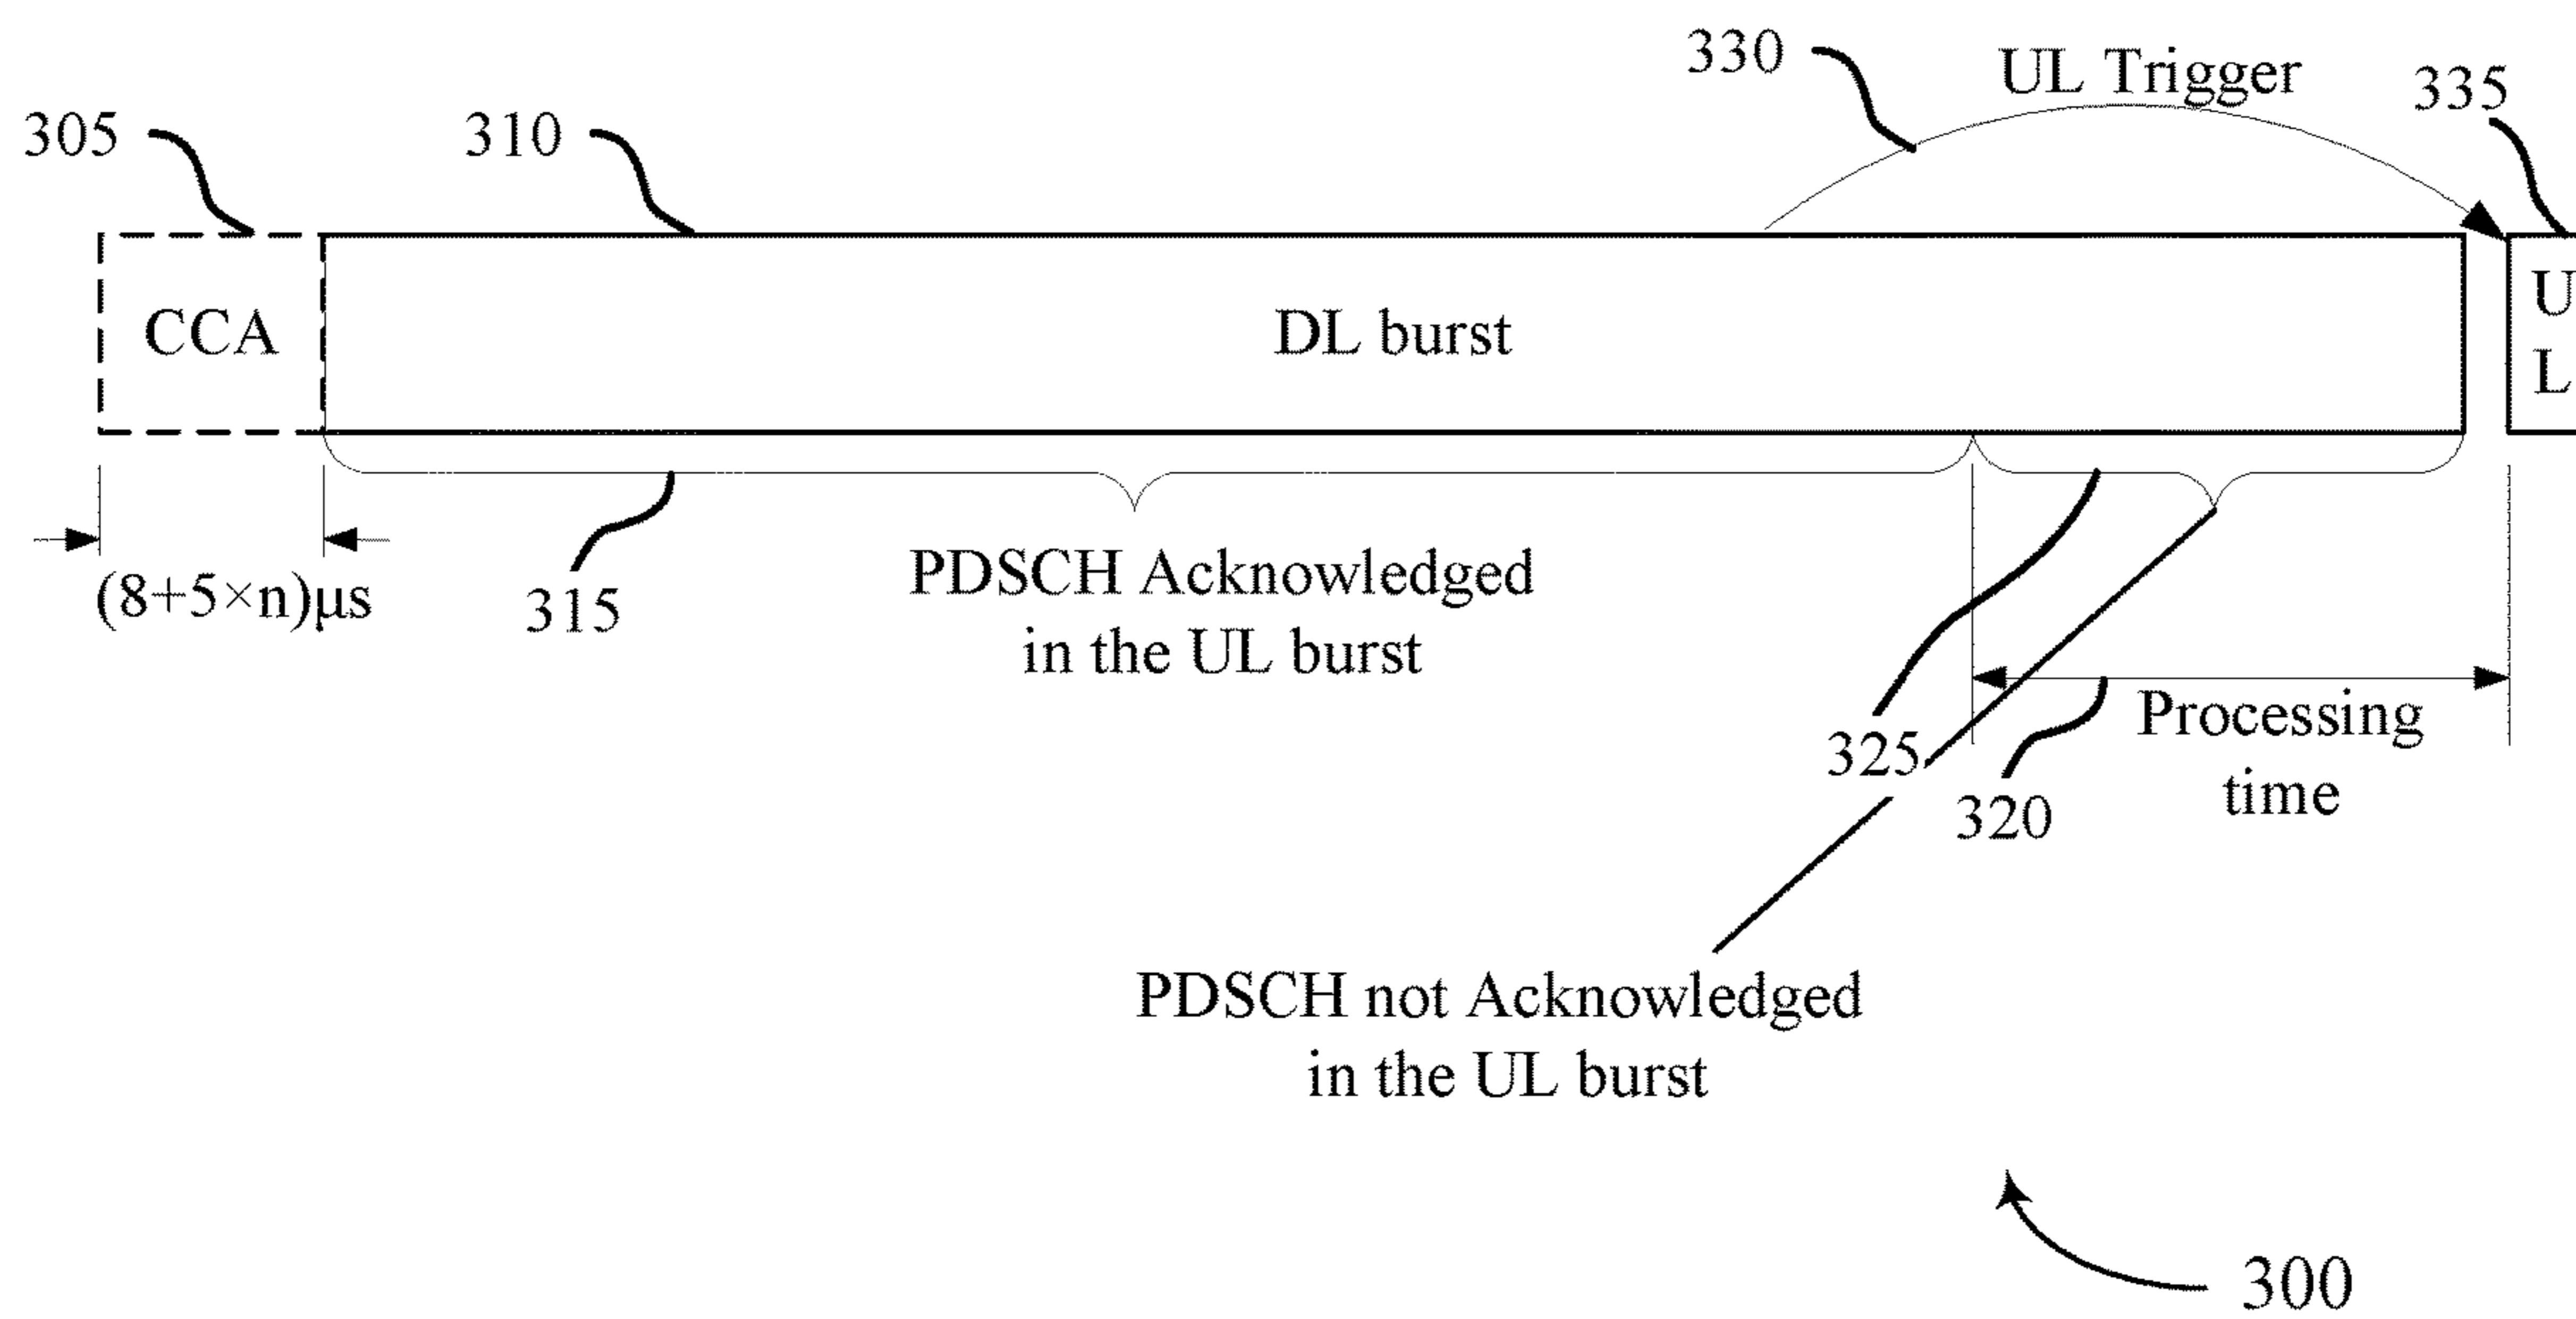 330
UL Trigger
335
305
310
CCA
DL burst
U
L
(8+5×n)μs
315
PDSCH Acknowledged
in the UL burst
325
320
Processing
time
PDSCH not Acknowledged
in the UL burst
300